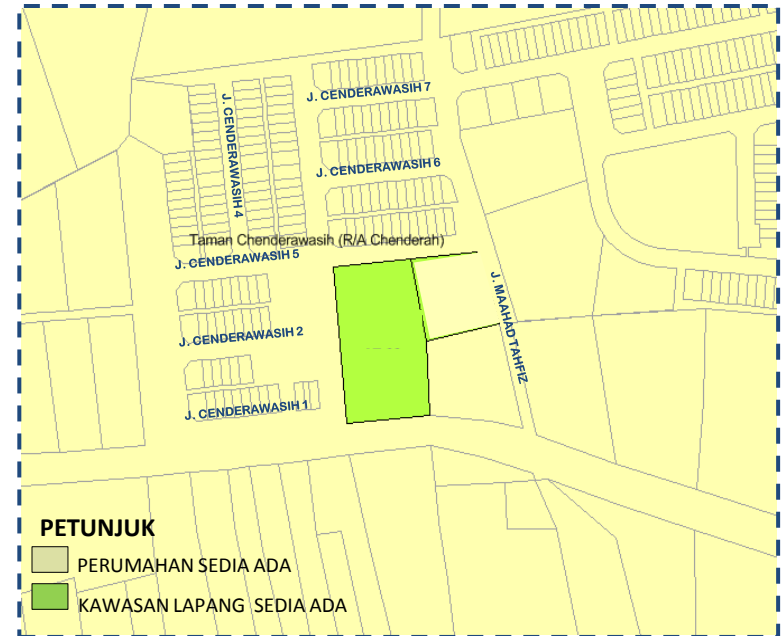 J. CENDERAWASIH 7
J. CENDERAWASIH 4
J. CENDERAWASIH 6
Taman Chenderawasih (R/A Chenderah)
J. CENDERAWASIH 5
J. MAAHAD TAHFIZ
J. CENDERAWASIH 2
J. CENDERAWASIH 1
PETUNJUK
PERUMAHAN SEDIA ADA
KAWASAN LAPANG SEDIA ADA